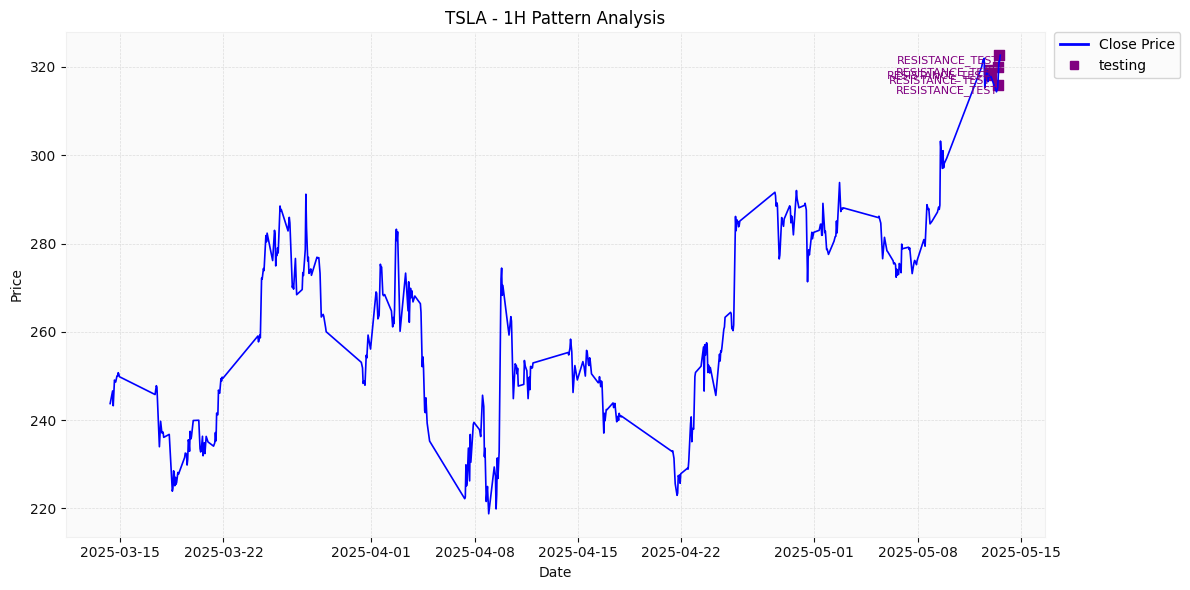 TSLA - 1H Pattern Analysis
Close Price
testing
RESISTANCE_TEST
RESISTANCE_TEST
RESISTANCE_TEST
RESISTANCE_TEST
RESISTANCE_TEST
Price
320
300
280
260
240
220
2025-03-15 2025-03-22 2025-04-01 2025-04-08 2025-04-15 2025-04-22 2025-05-01 2025-05-08 2025-05-15
Date